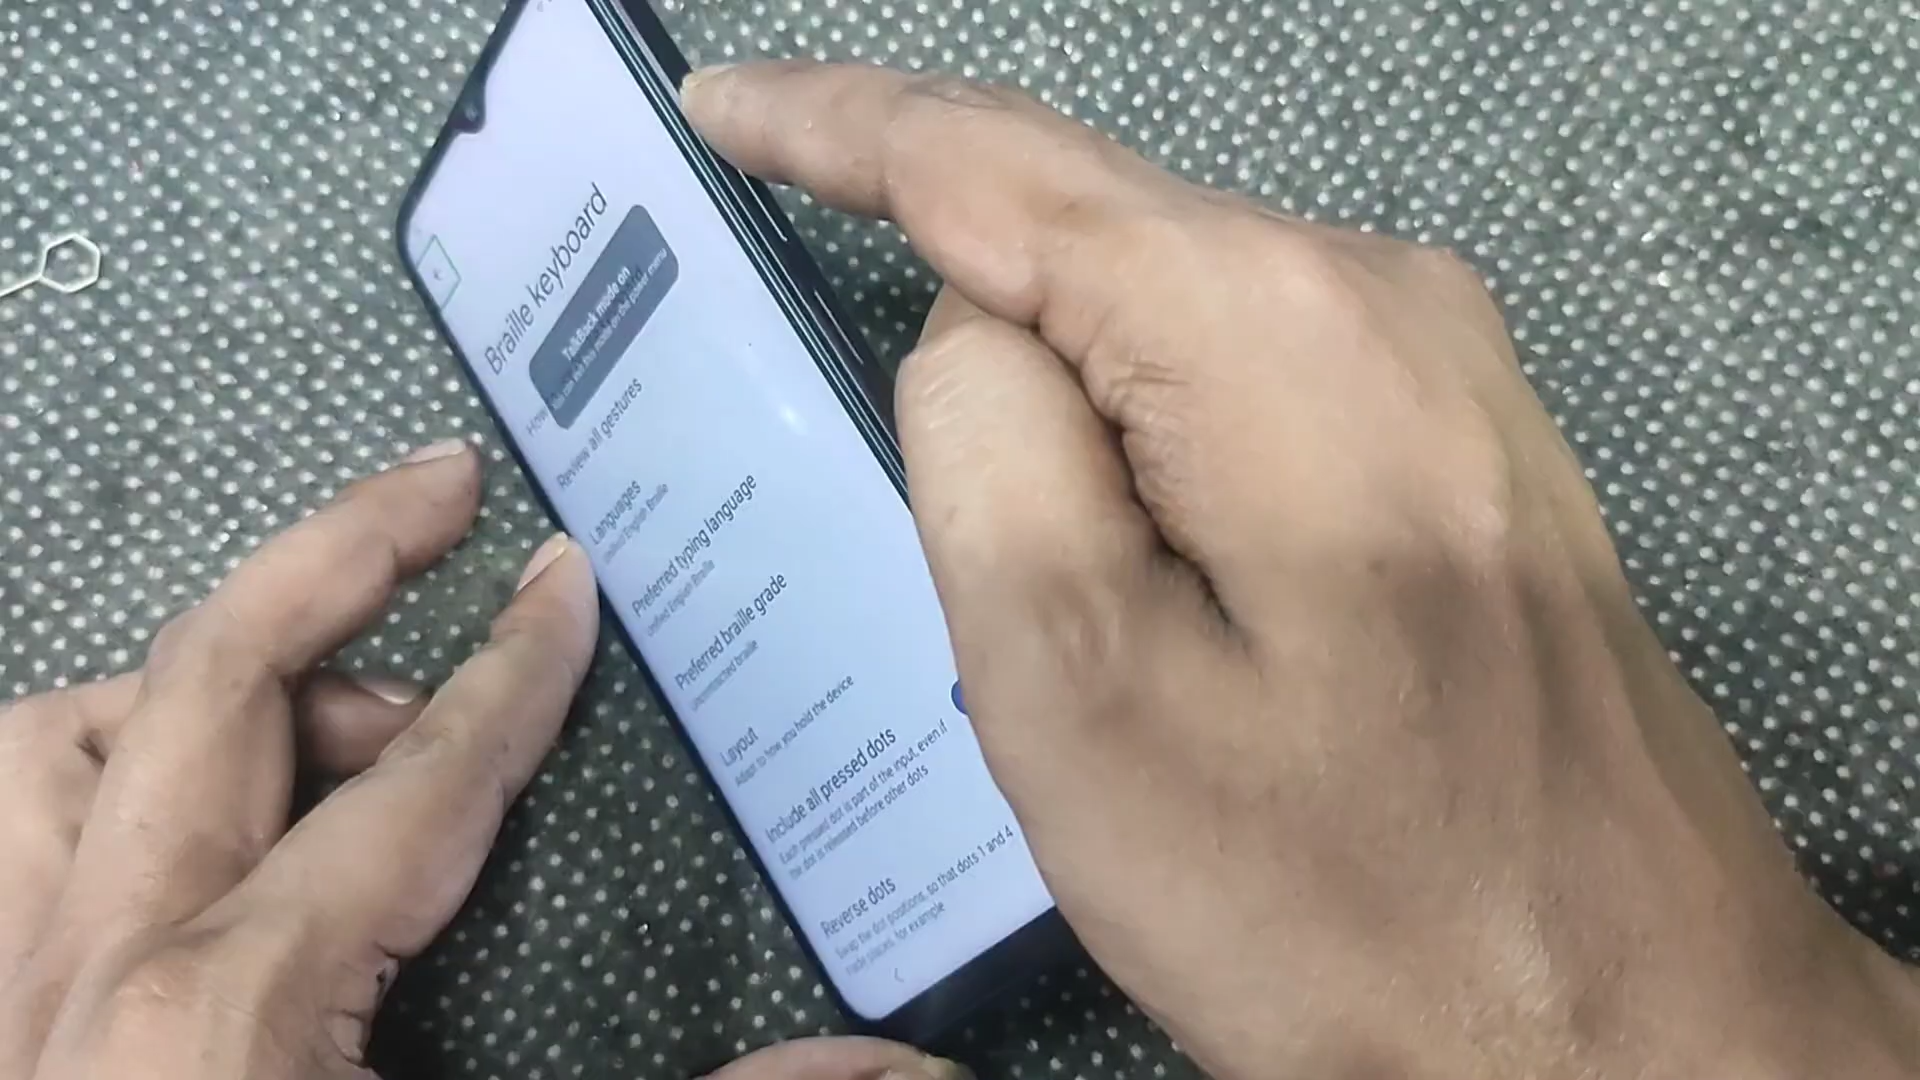 Braille keyboard
TalkBack mode on
Review all gestures
Languages
Unified English Braille
Preferred typing language
Unified English Braille
Preferred braille grade
Uncontracted braille
Layout
Adapt to how you hold the device
Include all pressed dots
Each pressed dot is part of the input, even if
the dot is released before other dots
Reverse dots
Swap the dot positions, so that dots 1 and 4
trade places, for example